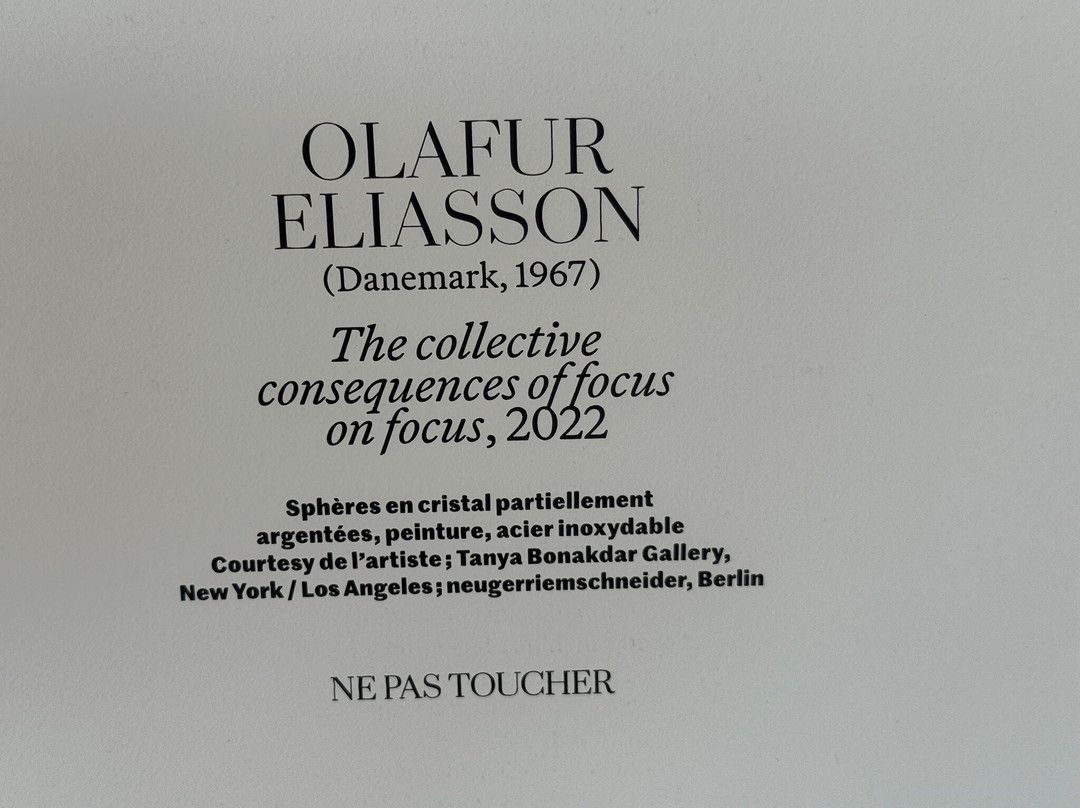 OLAFUR
ELIASSON
(Danemark, 1967)
The collective
consequences of focus
on focus, 2022
Sphères en cristal partiellement
argentées, peinture, acier inoxydable
Courtesy de l’artiste ; Tanya Bonakdar Gallery,
New York / Los Angeles ; neugerriemschneider, Berlin
NE PAS TOUCHER